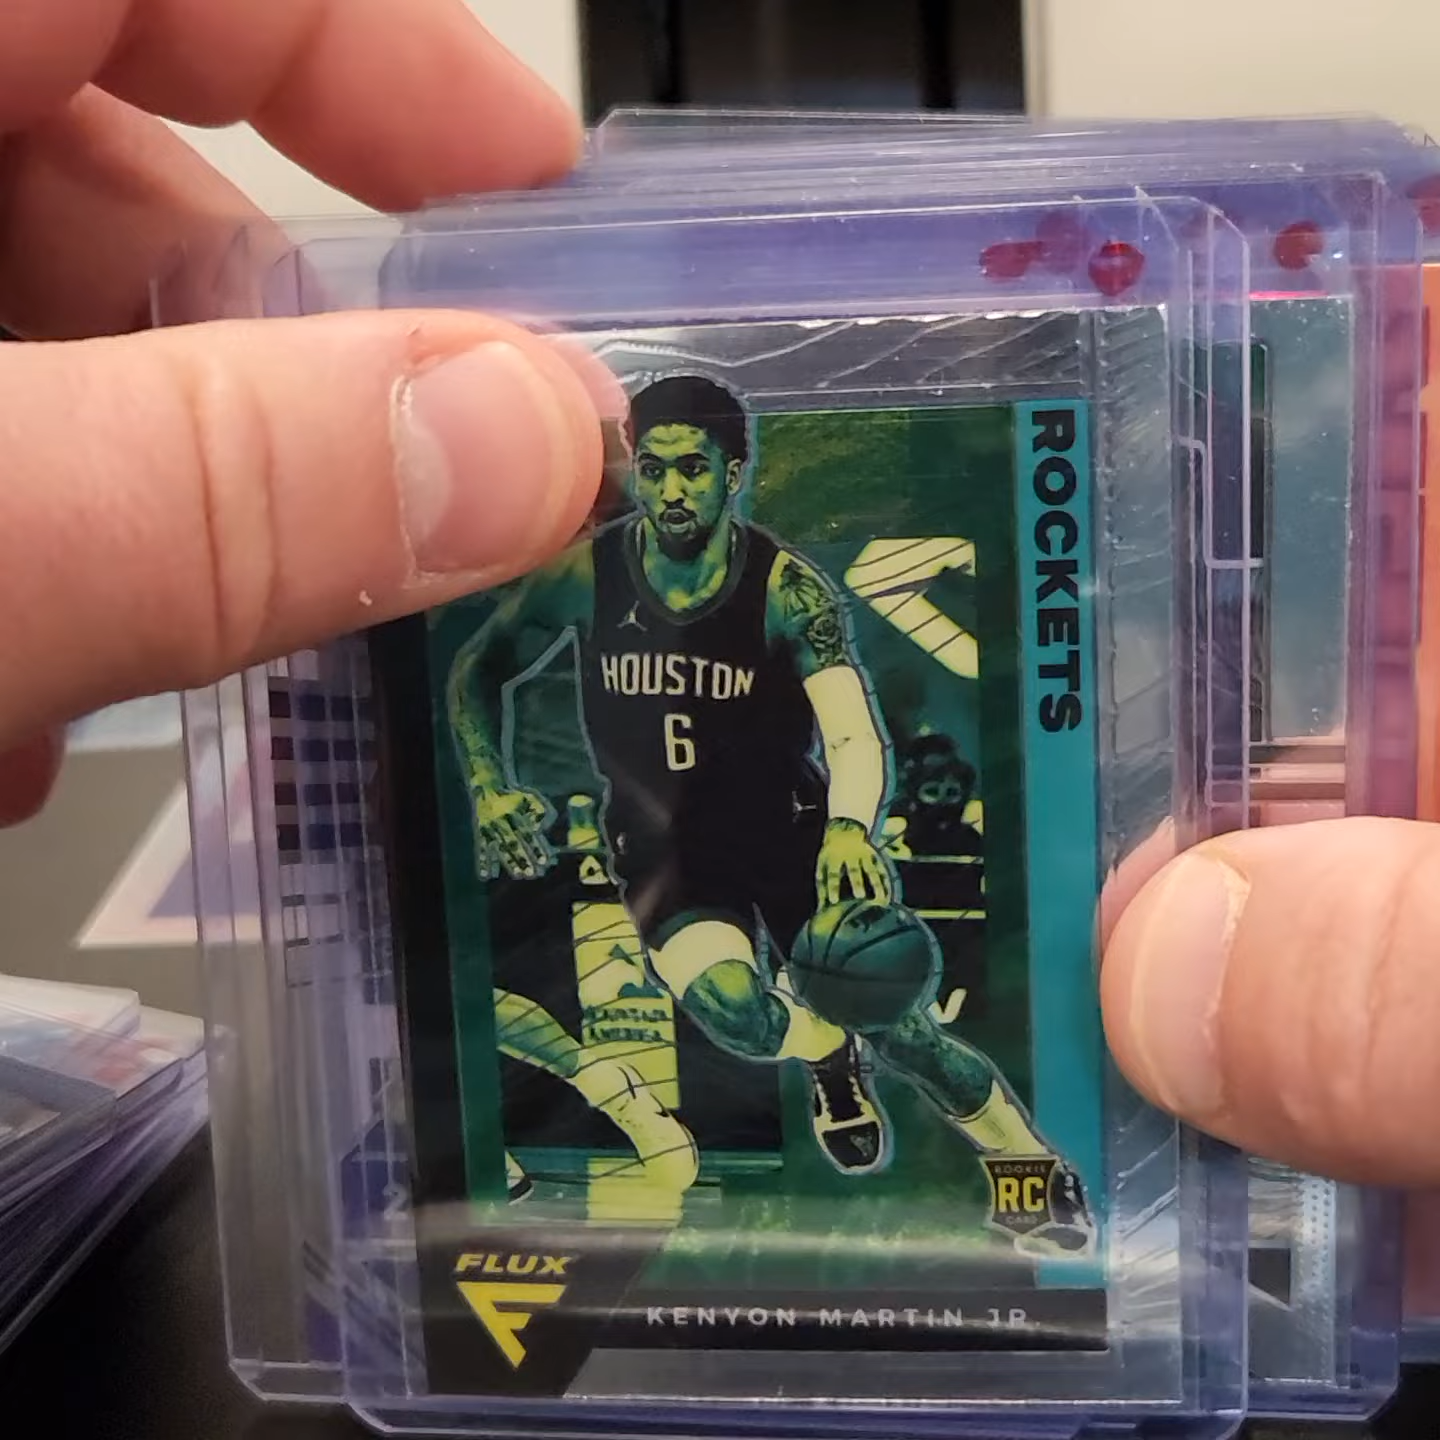 ROCKETS
HOUSTON
6
ROOKIE
RC
CARD
FLUX
KENYON MARTIN JR.